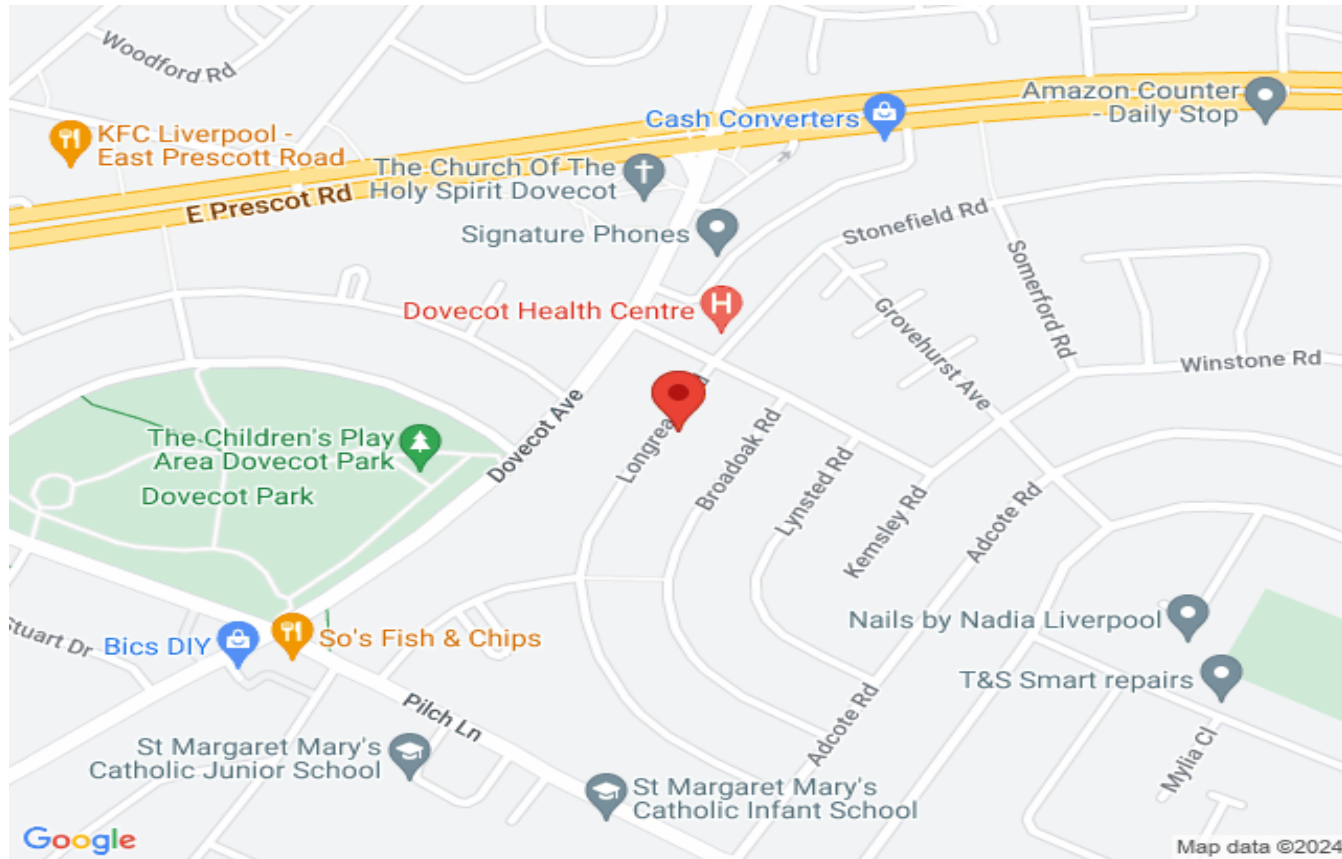 Woodford Rd
Amazon Counter
- Daily Stop
Cash Converters
KFC Liverpool -
East Prescott Road
The Church Of The
Holy Spirit Dovecot
E Prescot Rd
Signature Phones
Stonefield Rd
Somerford Rd
Dovecot Health Centre
Grovehurst Ave
Winstone Rd
Dovecot Ave
The Children's Play
Area Dovecot Park
Dovecot Park
Broadoak Rd
Lynsted Rd
Kemsley Rd
Adcote Rd
Nails by Nadia Liverpool
Stuart Dr
Bics DIY
So's Fish & Chips
T&S Smart repairs
Pilch Ln
Adcote Rd
Mylia Cl
St Margaret Mary's
Catholic Junior School
St Margaret Mary's
Catholic Infant School
Google
Map data ©2024